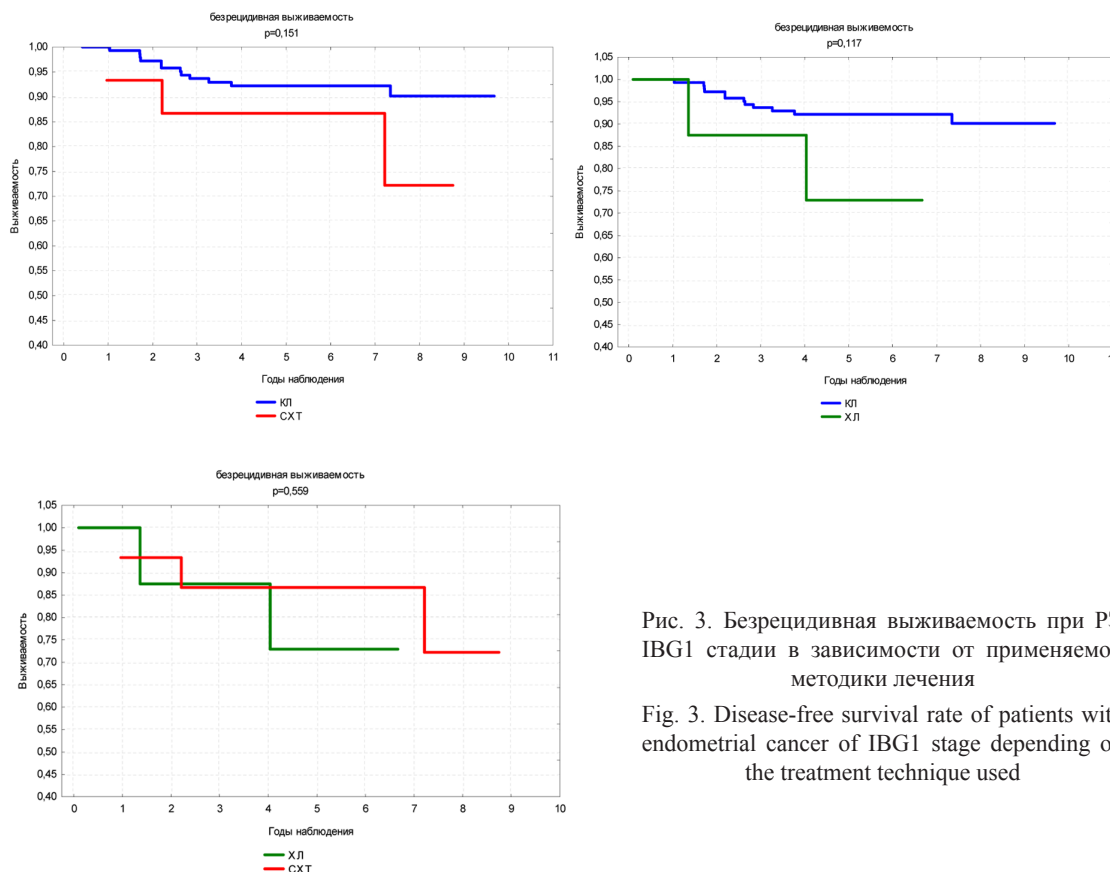 безрецидивная выживаемость
p=0,151
1,00
0,95
0,90
0,85
0,80
0,75
0,70
0,65
0,60
0,55
0,50
0,45
0,40
Выживаемость
0 1 2 3 4 5 6 7 8 9 10 11
Годы наблюдения
КЛ
СХТ
безрецидивная выживемость
p=0,117
1,05
1,00
0,95
0,90
0,85
0,80
0,75
0,70
0,65
0,60
0,55
0,50
0,45
0,40
Выживаемость
0 1 2 3 4 5 6 7 8 9 10
Годы наблюдения
КЛ
ХЛ
безрецидивная выживаемость
p=0,559
1,05
1,00
0,95
0,90
0,85
0,80
0,75
0,70
0,65
0,60
0,55
0,50
0,45
0,40
Выживаемость
0 1 2 3 4 5 6 7 8 9 10
Годы наблюдения
ХЛ
СХТ
Рис. 3. Безрецидивная выживаемость при
IBG1 стадии в зависимости от применяемо
методики лечения
Fig. 3. Disease-free survival rate of patients wit
endometrial cancer of IBG1 stage depending o
the treatment technique used